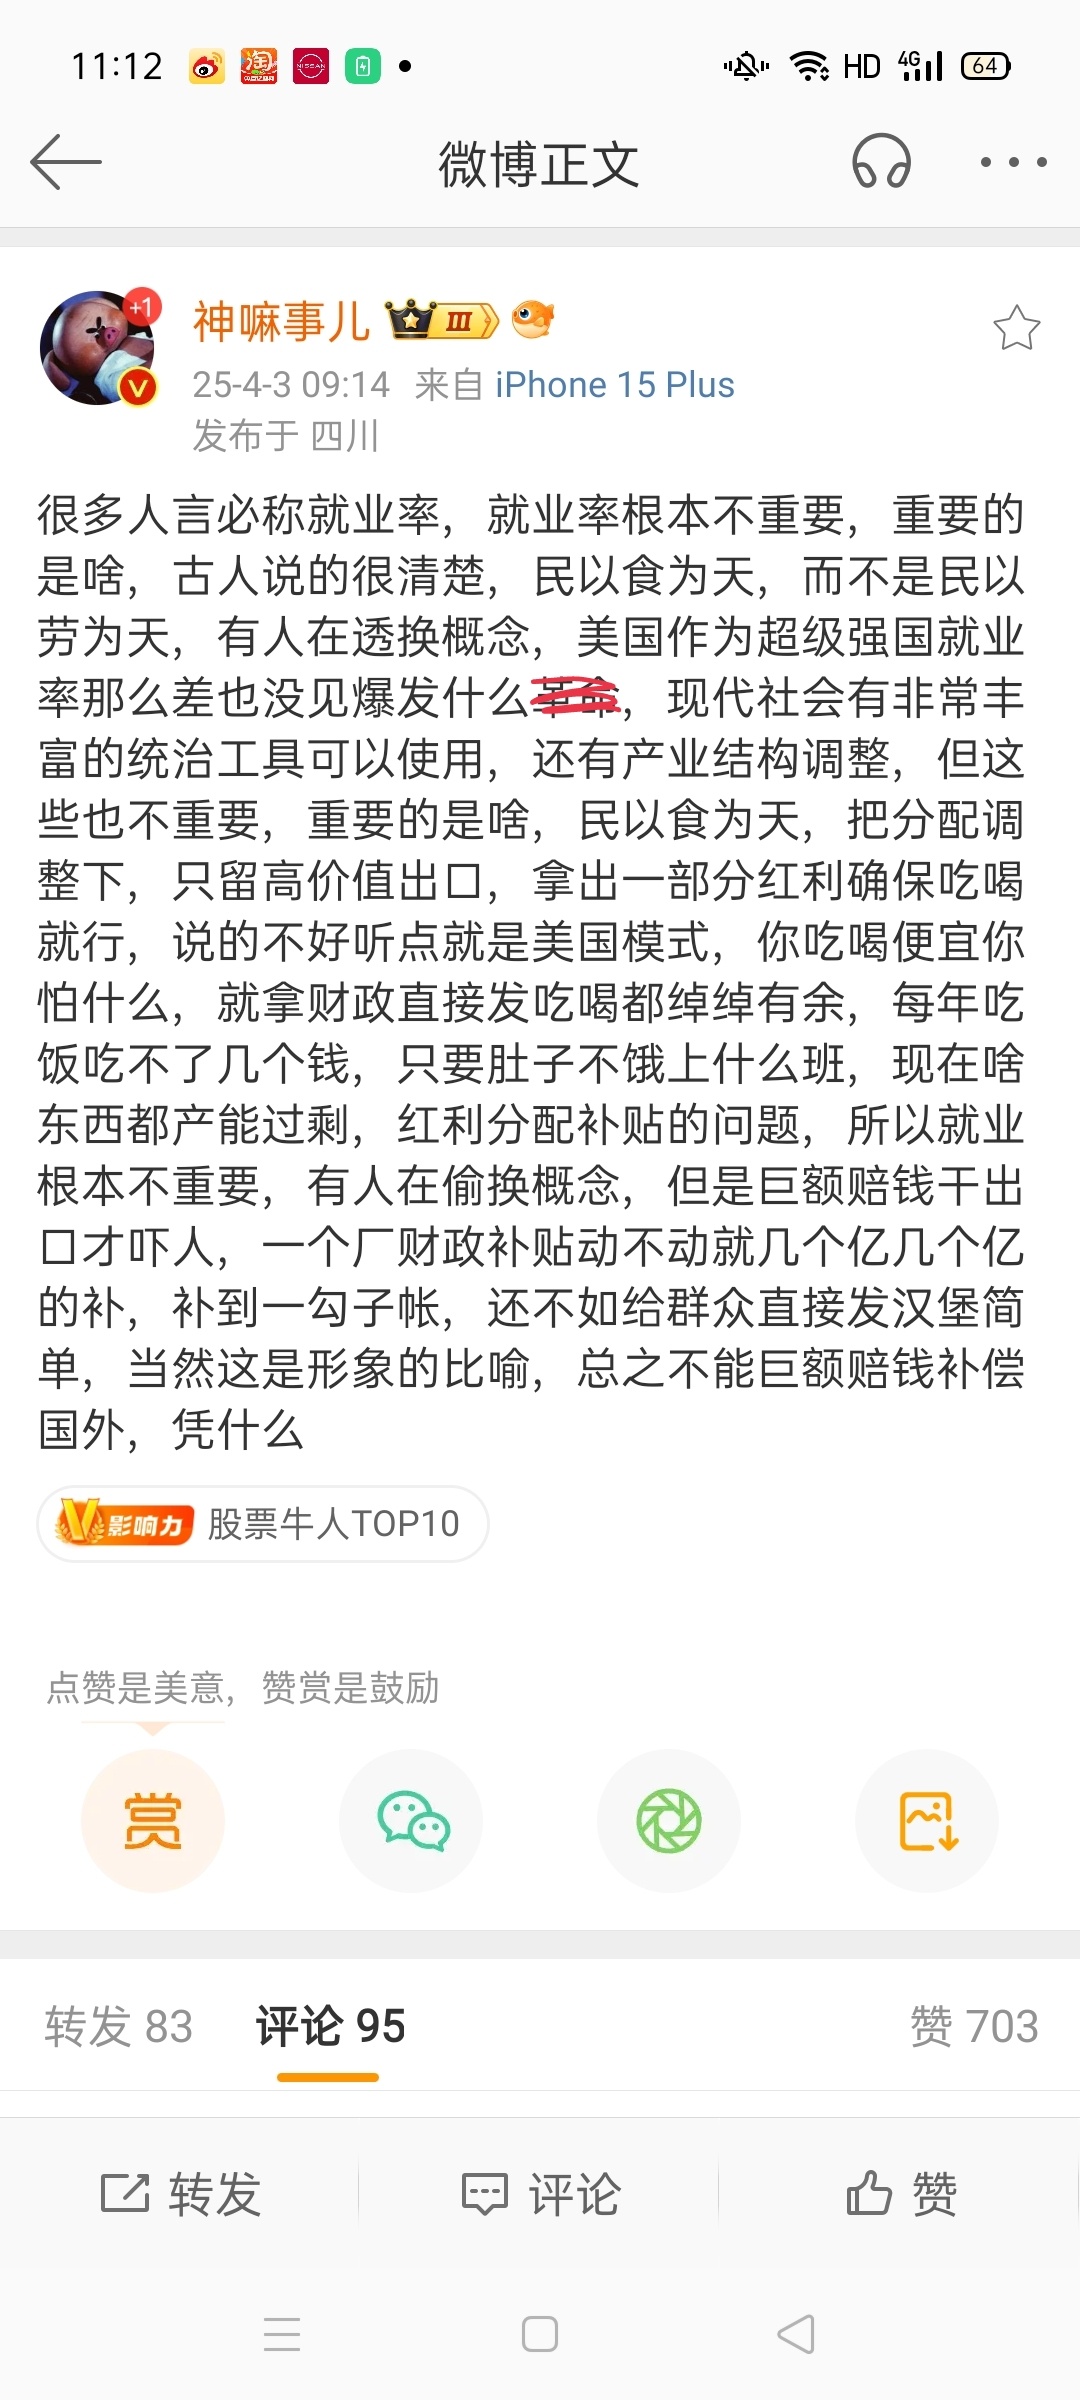 11:12 HD 4G 64
微博正文
+1
神嘛事儿 III
25-4-3 09:14 来自 iPhone 15 Plus
发布于 四川
很多人言必称就业率，就业率根本不重要，重要的
是啥，古人说的很清楚，民以食为天，而不是民以
劳为天，有人在透换概念，美国作为超级强国就业
率那么差也没见爆发什么革命，现代社会有非常丰
富的统治工具可以使用，还有产业结构调整，但这
些也不重要，重要的是啥，民以食为天，把分配调
整下，只留高价值出口，拿出一部分红利确保吃喝
就行，说的不好听点就是美国模式，你吃喝便宜你
怕什么，就拿财政直接发吃喝都绰绰有余，每年吃
饭吃不了几个钱，只要肚子不饿上什么班，现在啥
东西都产能过剩，红利分配补贴的问题，所以就业
根本不重要，有人在偷换概念，但是巨额赔钱干出
口才吓人，一个厂财政补贴动不动就几个亿几个亿
的补，补到一勾子帐，还不如给群众直接发汉堡简
单，当然这是形象的比喻，总之不能巨额赔钱补偿
国外，凭什么
V影响力 股票牛人TOP10
点赞是美意，赞赏是鼓励
赏
转发 83 评论 95 赞 703
转发 评论 赞